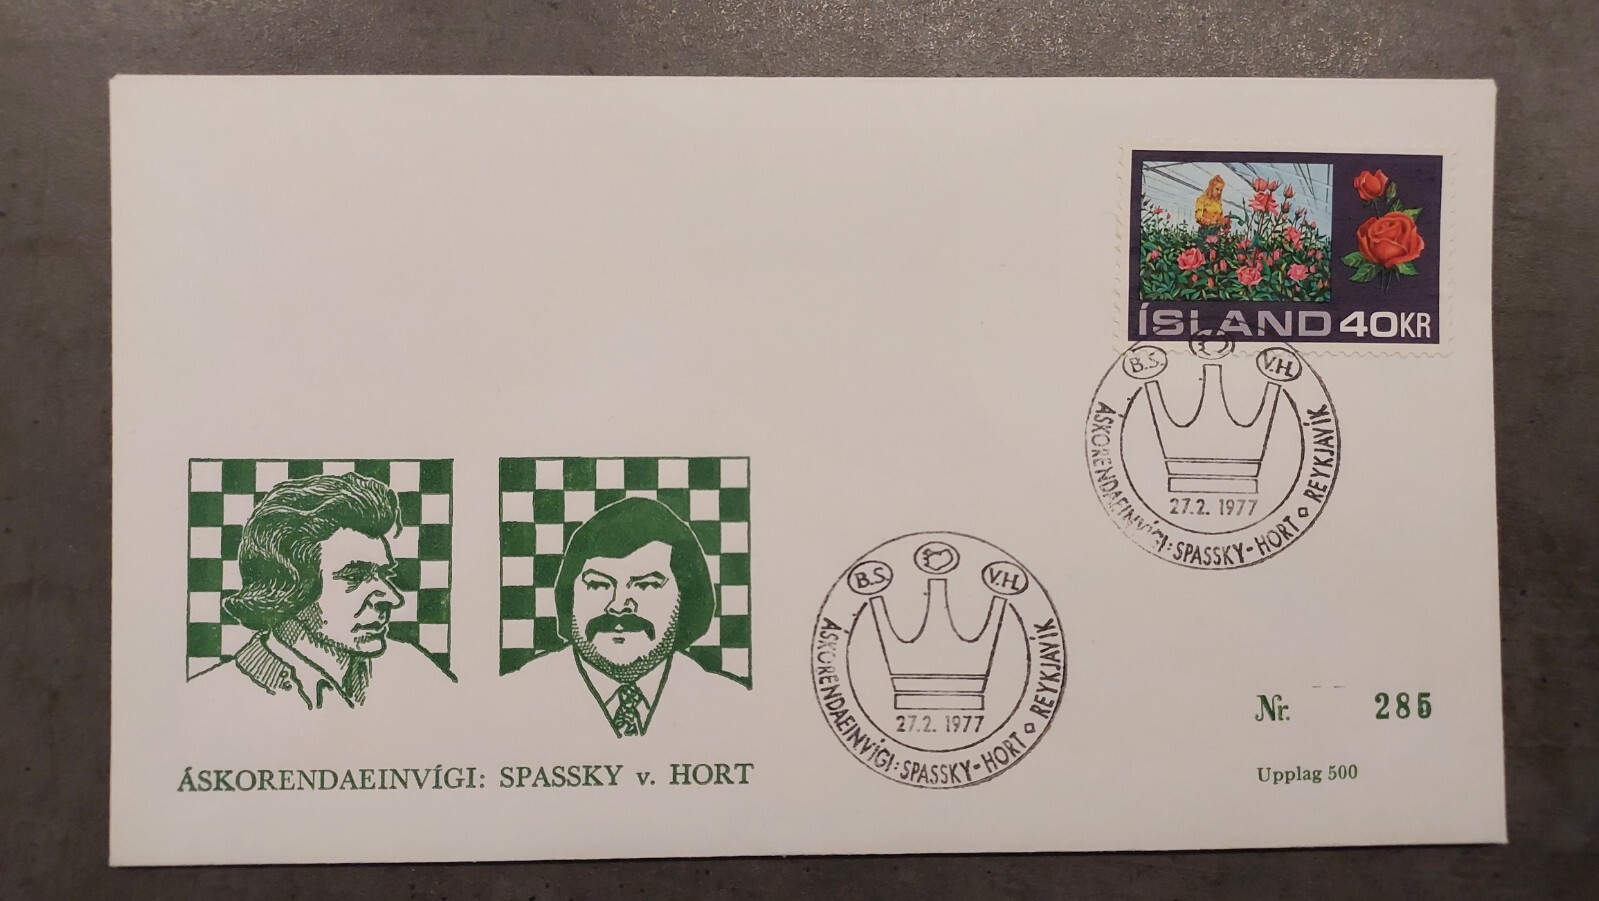 ÍSLAND 40KR
B.S. V.H.
27.2. 1977
ÁSKORENDAEINVÍGI: SPASSKY-HORT ◇ REYKJAVÍK
B.S. V.H.
27.2. 1977
ÁSKORENDAEINVÍGI: SPASSKY-HORT ◇ REYKJAVÍK
Nr. 285
Upplag 500
ÁSKORENDAEINVÍGI: SPASSKY v. HORT